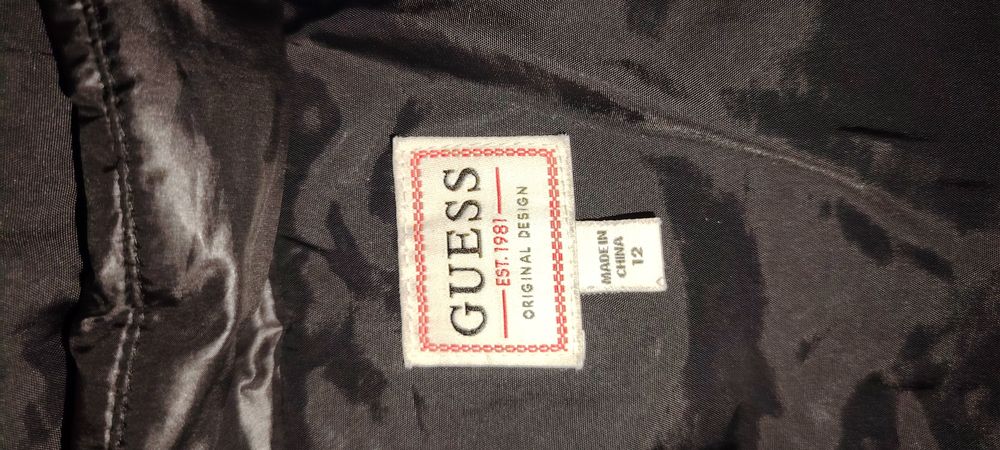 GUESS
EST. 1981
ORIGINAL DESIGN
MADE IN
CHINA
12